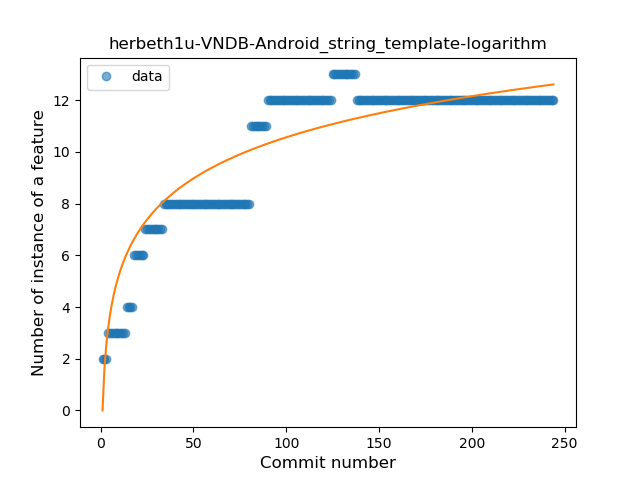 herbeth1u-VNDB-Android_string_template-logarithm
data
Number of instance of a feature
12
10
8
6
4
2
0
0 50 100 150 200 250
Commit number